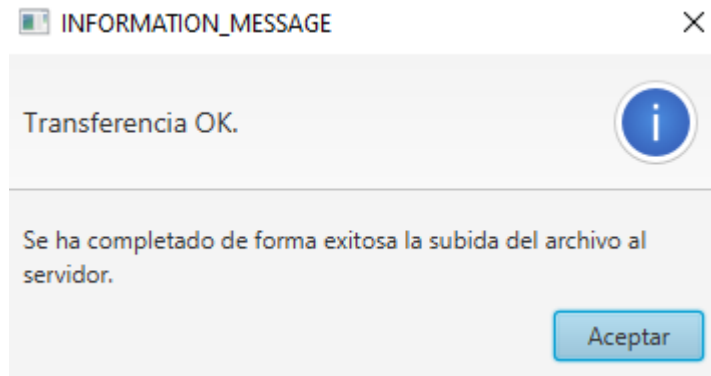 INFORMATION_MESSAGE
Transferencia OK.
Se ha completado de forma exitosa la subida del archivo al
servidor.
Aceptar